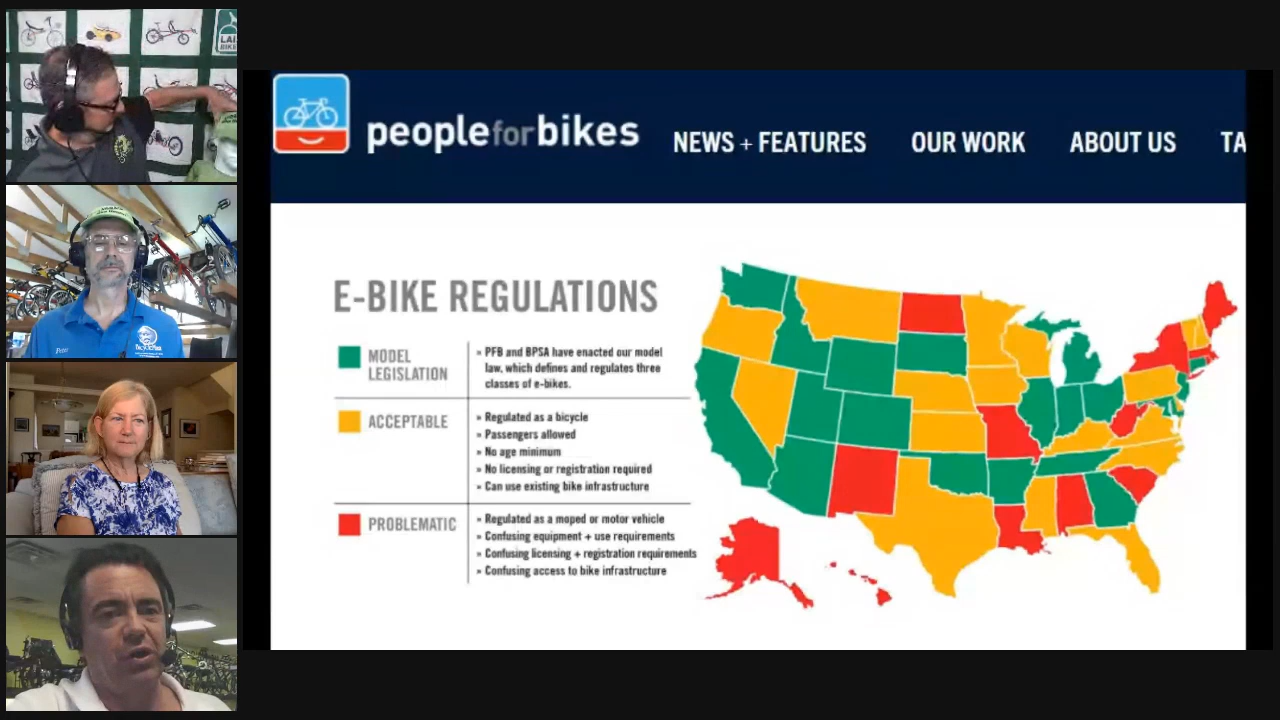 LAI
BIKE
peopleforbikes
NEWS + FEATURES
OUR WORK
ABOUT US
TA
E-BIKE REGULATIONS
MODEL
LEGISLATION
» PFB and BPSA have enacted our model
law, which defines and regulates three
classes of e-bikes.
ACCEPTABLE
» Regulated as a bicycle
» Passengers allowed
» No age minimum
» No licensing or registration required
» Can use existing bike infrastructure
PROBLEMATIC
» Regulated as a moped or motor vehicle
» Confusing equipment + use requirements
» Confusing licensing + registration requirements
» Confusing access to bike infrastructure